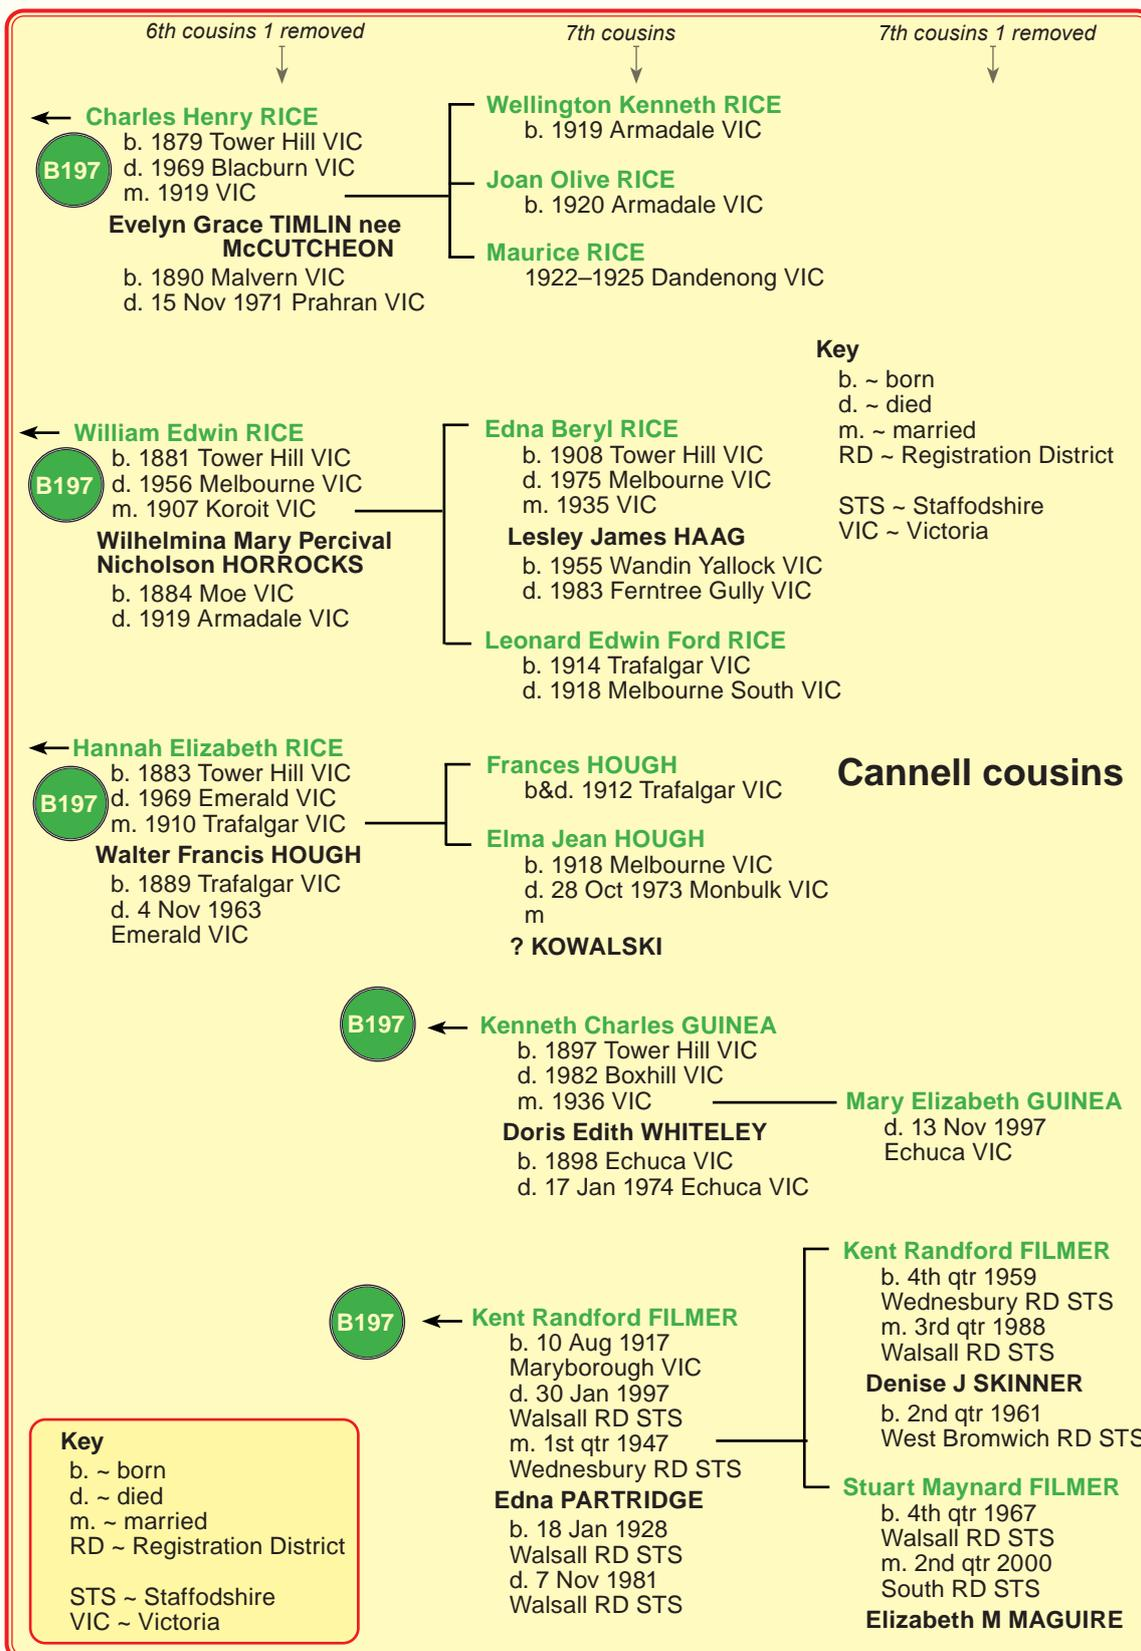 6th cousins 1 removed
7th cousins
7th cousins 1 removed
Charles Henry RICE
B197
b. 1879 Tower Hill VIC
d. 1969 Blacburn VIC
m. 1919 VIC
Evelyn Grace TIMLIN nee
McCUTCHEON
b. 1890 Malvern VIC
d. 15 Nov 1971 Prahran VIC
Wellington Kenneth RICE
b. 1919 Armadale VIC
Joan Olive RICE
b. 1920 Armadale VIC
Maurice RICE
1922–1925 Dandenong VIC
Key
b. ~ born
d. ~ died
m. ~ married
RD ~ Registration District
STS ~ Staffodshire
VIC ~ Victoria
William Edwin RICE
B197
b. 1881 Tower Hill VIC
d. 1956 Melbourne VIC
m. 1907 Koroit VIC
Wilhelmina Mary Percival
Nicholson HORROCKS
b. 1884 Moe VIC
d. 1919 Armadale VIC
Edna Beryl RICE
b. 1908 Tower Hill VIC
d. 1975 Melbourne VIC
m. 1935 VIC
Lesley James HAAG
b. 1955 Wandin Yallock VIC
d. 1983 Ferntree Gully VIC
Leonard Edwin Ford RICE
b. 1914 Trafalgar VIC
d. 1918 Melbourne South VIC
Hannah Elizabeth RICE
B197
b. 1883 Tower Hill VIC
d. 1969 Emerald VIC
m. 1910 Trafalgar VIC
Walter Francis HOUGH
b. 1889 Trafalgar VIC
d. 4 Nov 1963
Emerald VIC
Frances HOUGH
b&d. 1912 Trafalgar VIC
Elma Jean HOUGH
b. 1918 Melbourne VIC
d. 28 Oct 1973 Monbulk VIC
m
? KOWALSKI
Cannell cousins
B197
Kenneth Charles GUINEA
b. 1897 Tower Hill VIC
d. 1982 Boxhill VIC
m. 1936 VIC
Doris Edith WHITELEY
b. 1898 Echuca VIC
d. 17 Jan 1974 Echuca VIC
Mary Elizabeth GUINEA
d. 13 Nov 1997
Echuca VIC
B197
Kent Randford FILMER
b. 10 Aug 1917
Maryborough VIC
d. 30 Jan 1997
Walsall RD STS
m. 1st qtr 1947
Wednesbury RD STS
Edna PARTRIDGE
b. 18 Jan 1928
Walsall RD STS
d. 7 Nov 1981
Walsall RD STS
Kent Randford FILMER
b. 4th qtr 1959
Wednesbury RD STS
m. 3rd qtr 1988
Walsall RD STS
Denise J SKINNER
b. 2nd qtr 1961
West Bromwich RD STS
Stuart Maynard FILMER
b. 4th qtr 1967
Walsall RD STS
m. 2nd qtr 2000
South RD STS
Elizabeth M MAGUIRE
Key
b. ~ born
d. ~ died
m. ~ married
RD ~ Registration District
STS ~ Staffodshire
VIC ~ Victoria